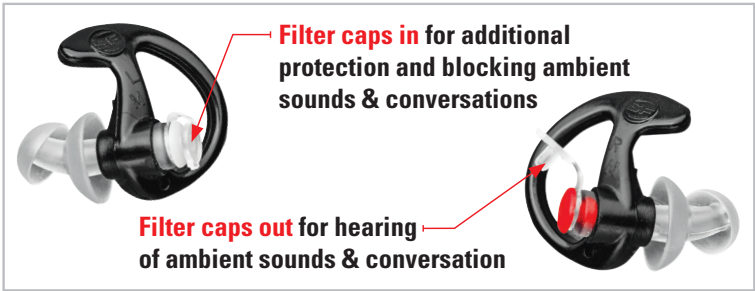 Filter caps in for additional
protection and blocking ambient
sounds & conversations
Filter caps out for hearing
of ambient sounds & conversation